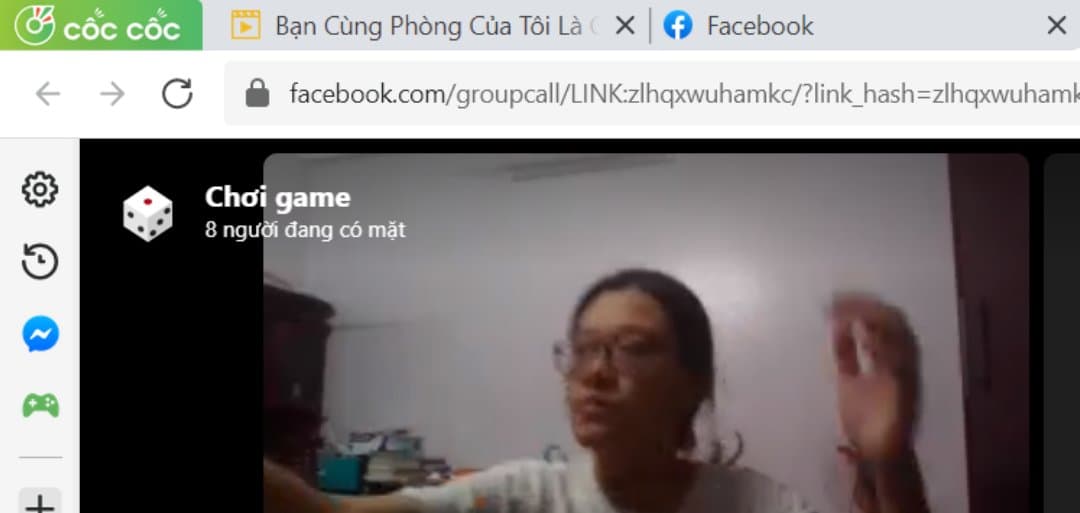 cốc cốc
Bạn Cùng Phòng Của Tôi Là
Facebook
facebook.com/groupcall/LINK:zlhqxwuhamkc/?link_hash=zlhqxwuhamk
Chơi game
8 người đang có mặt